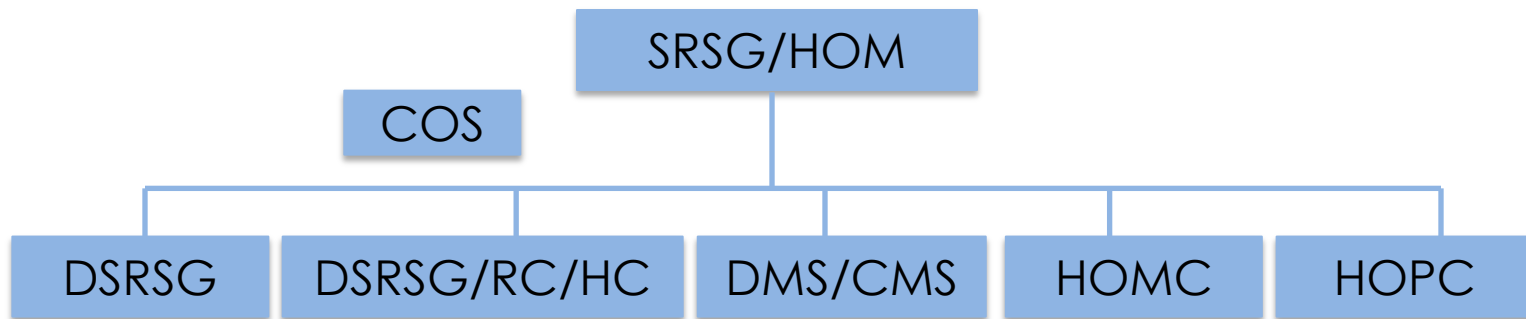 SRSG/HOM
COS
DSRSG
DSRSG/RC/HC
DMS/CMS
HOMC
HOPC